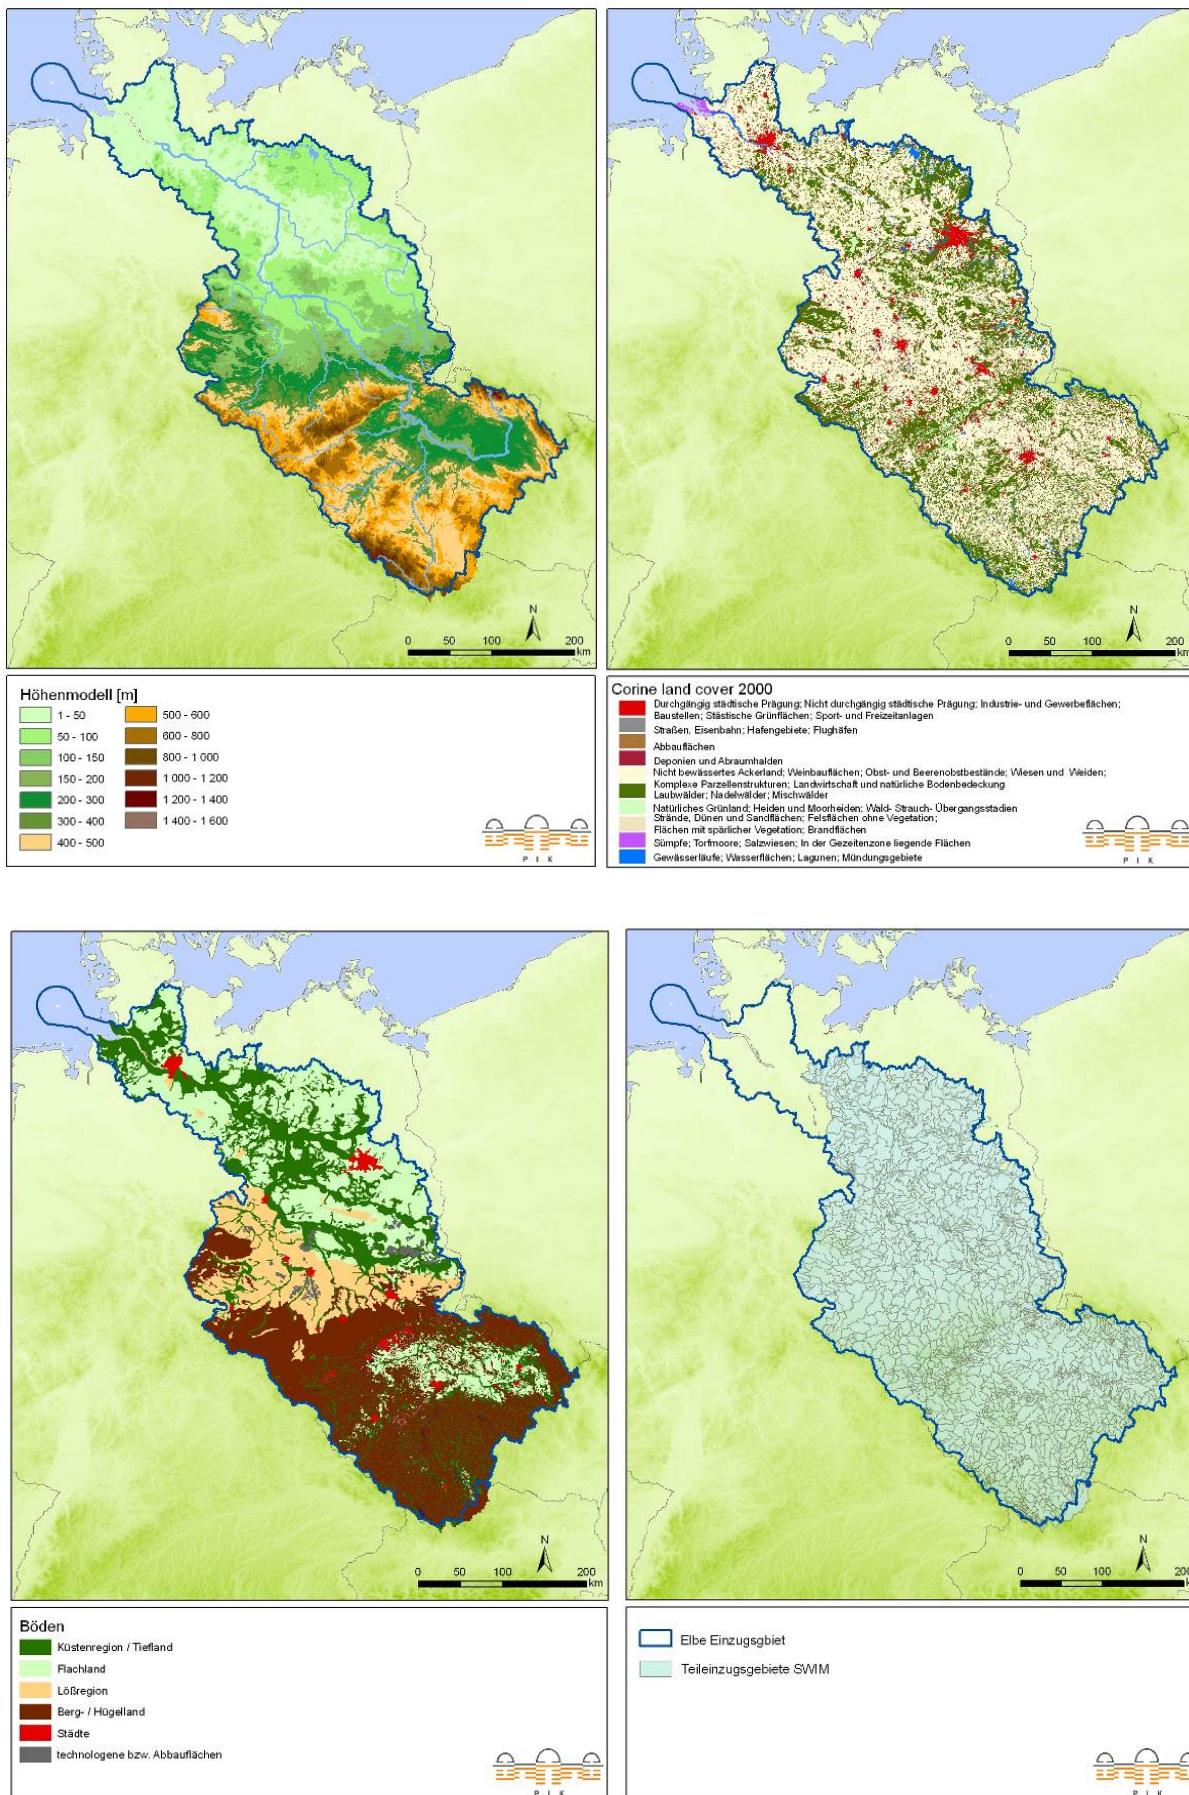 N
0 50 100 200
km
N
0 50 100 200
km
Höhenmodell [m]
1 - 50
50 - 100
100 - 150
150 - 200
200 - 300
300 - 400
400 - 500
500 - 600
600 - 800
800 - 1 000
1 000 - 1 200
1 200 - 1 400
1 400 - 1 600
P I K
Corine land cover 2000
Durchgängig städtische Prägung; Nicht durchgängig städtische Prägung; Industrie- und Gewerbeflächen;
Baustellen; Stästische Grünflächen; Sport- und Freizeitanlagen
Straßen, Eisenbahn; Hafengebiete; Flughäfen
Abbauflächen
Deponien und Abraumhalden
Nicht bewässertes Ackerland; Weinbauflächen; Obst- und Beerenobstbestände; Wiesen und Weiden;
Komplexe Parzellenstrukturen; Landwirtschaft und natürliche Bodenbedeckung
Laubwälder; Nadelwälder; Mischwälder
Natürliches Grünland; Heiden und Moorheiden; Wald- Strauch- Übergangsstadien
Strände, Dünen und Sandflächen; Felsflächen ohne Vegetation;
Flächen mit spärlicher Vegetation; Brandflächen
Sümpfe; Torfmoore; Salzwiesen; In der Gezeitenzone liegende Flächen
Gewässerläufe; Wasserflächen; Lagunen; Mündungsgebiete
P I K
N
0 50 100 200
km
N
0 50 100 200
km
Böden
Küstenregion / Tiefland
Flachland
Lößregion
Berg- / Hügelland
Städte
technologene bzw. Abbauflächen
P I K
Elbe Einzugsgbiet
Teileinzugsgebiete SWIM
P I K